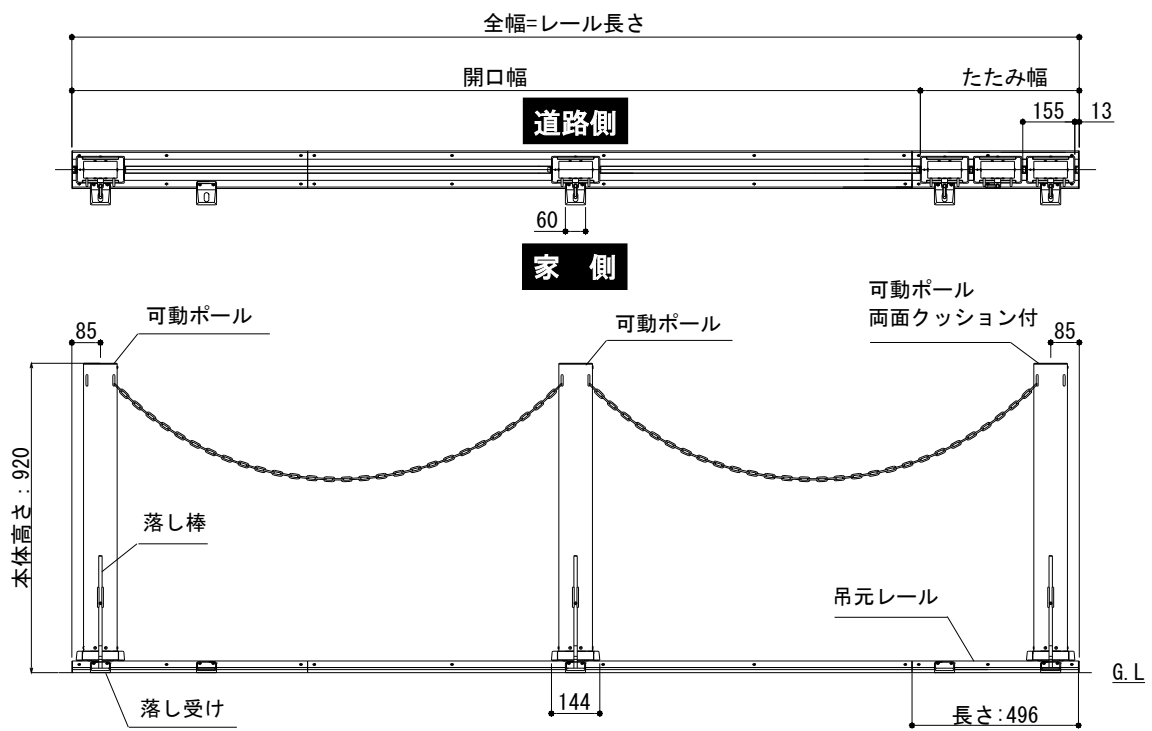 全幅=レール長さ
開口幅
たたみ幅
道路側
155
13
60
家　側
可動ポール
可動ポール
可動ポール
両面クッション付
85
85
本体高さ：920
落し棒
吊元レール
G.L
落し受け
144
長さ:496